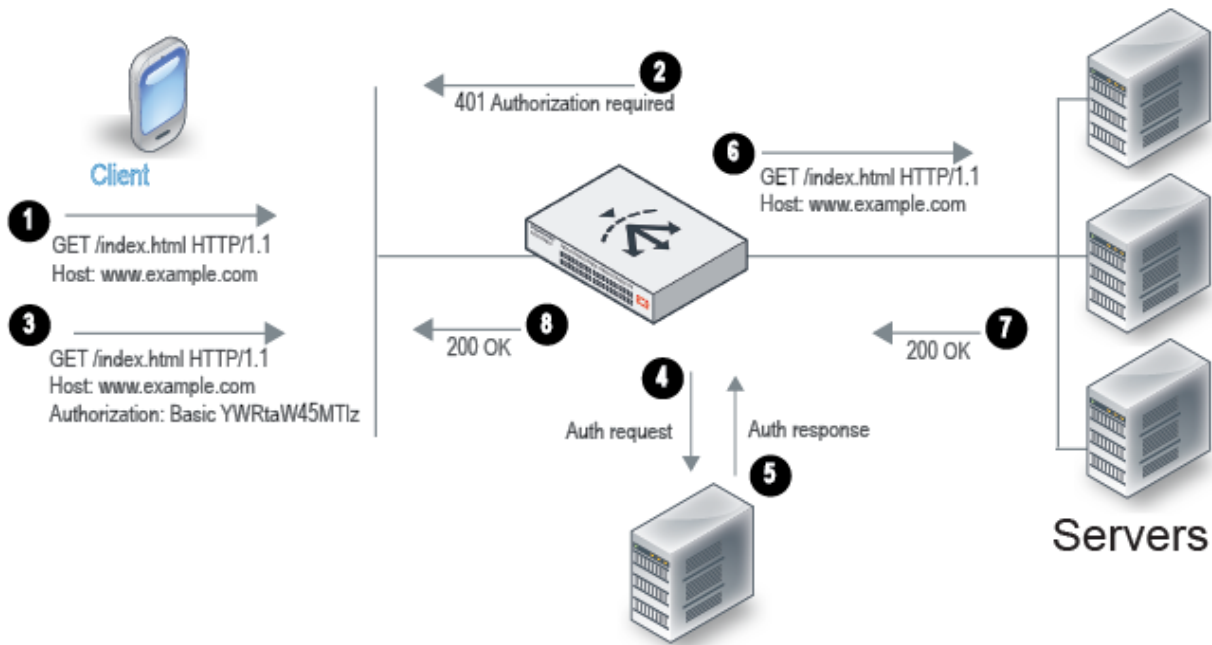 2
401 Authorization required
Client
6
GET /index.html HTTP/1.1
Host: www.example.com
1
GET /index.html HTTP/1.1
Host: www.example.com
3
GET /index.html HTTP/1.1
Host: www.example.com
Authorization: Basic YWRtaW45MTIz
8
200 OK
7
200 OK
4
Auth request
Auth response
5
Servers